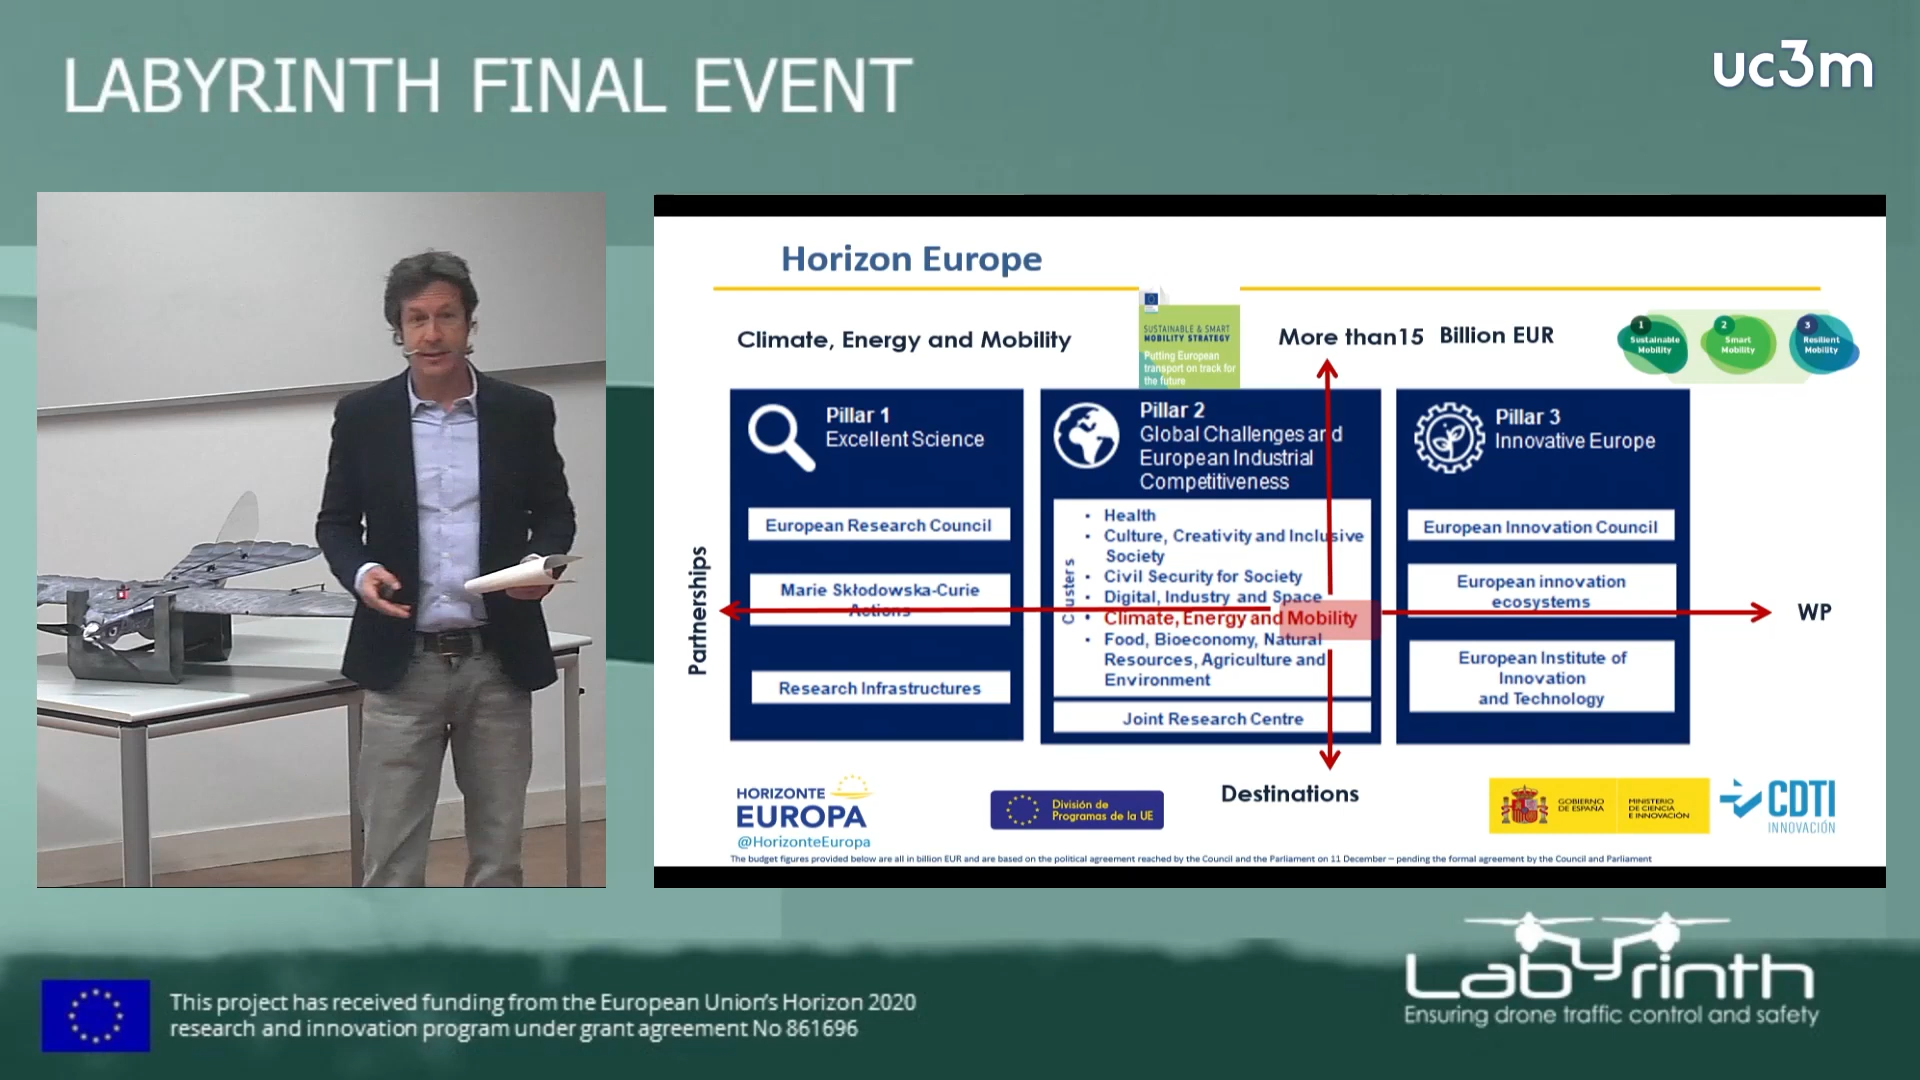 LABYRINTH FINAL EVENT
uc3m
Horizon Europe
Climate, Energy and Mobility
SUSTAINABLE & SMART
MOBILITY STRATEGY
Putting European
transport on track for
the future
More than15 Billion EUR
1
Sustainable
Mobility
2
Smart
Mobility
3
Resilient
Mobility
Partnerships
Pillar 1
Excellent Science
European Research Council
Marie Skłodowska-Curie
Actions
Research Infrastructures
Pillar 2
Global Challenges and
European Industrial
Competitiveness
Clusters
• Health
• Culture, Creativity and Inclusive
Society
• Civil Security for Society
• Digital, Industry and Space
• Climate, Energy and Mobility
• Food, Bioeconomy, Natural
Resources, Agriculture and
Environment
Joint Research Centre
Pillar 3
Innovative Europe
European Innovation Council
European innovation
ecosystems
European Institute of
Innovation
and Technology
WP
Destinations
HORIZONTE
EUROPA
@HorizonteEuropa
División de
Programas de la UE
GOBIERNO
DE ESPAÑA
MINISTERIO
DE CIENCIA
E INNOVACIÓN
CDTI
INNOVACIÓN
The budget figures provided below are all in billion EUR and are based on the political agreement reached by the Council and the Parliament on 11 December – pending the formal agreement by the Council and Parliament
This project has received funding from the European Union's Horizon 2020
research and innovation program under grant agreement No 861696
Labyrinth
Ensuring drone traffic control and safety